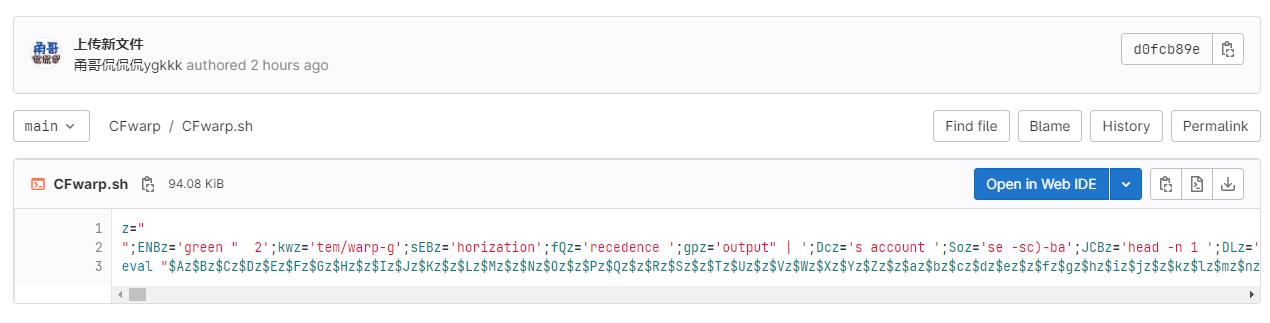 甬哥
侃侃侃
上传新文件
甬哥侃侃侃ygkkk authored 2 hours ago
d0fcb89e
main CFwarp / CFwarp.sh Find file Blame History Permalink
CFwarp.sh 94.08 KiB Open in Web IDE
1 z="
2 ";ENBz='green "  2';kwz='tem/warp-g';sEBz='horization';fQz='recedence ';gpz='output" | ';Dcz='s account ';Soz='se -sc)-ba';JCBz='head -n 1 ';DLz='
3 eval "$Az$Bz$Cz$Dz$Ez$Fz$Gz$Hz$z$Iz$Jz$Kz$z$Lz$Mz$z$Nz$Oz$z$Pz$Qz$z$Rz$Sz$z$Tz$Uz$z$Vz$Wz$Xz$Yz$Zz$z$az$bz$cz$dz$ez$z$fz$gz$hz$iz$jz$z$kz$lz$mz$nz